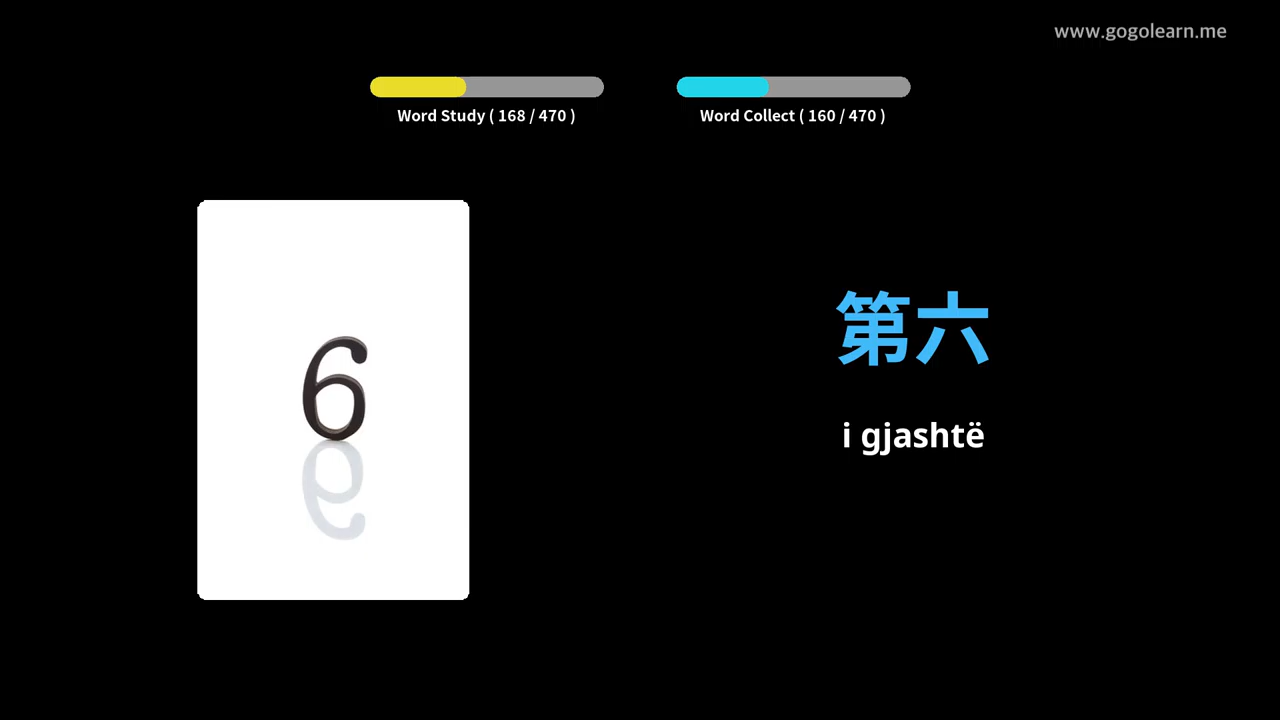 www.gogolearn.me
Word Study ( 168 / 470 )
Word Collect ( 160 / 470 )
6
第六
i gjashtë